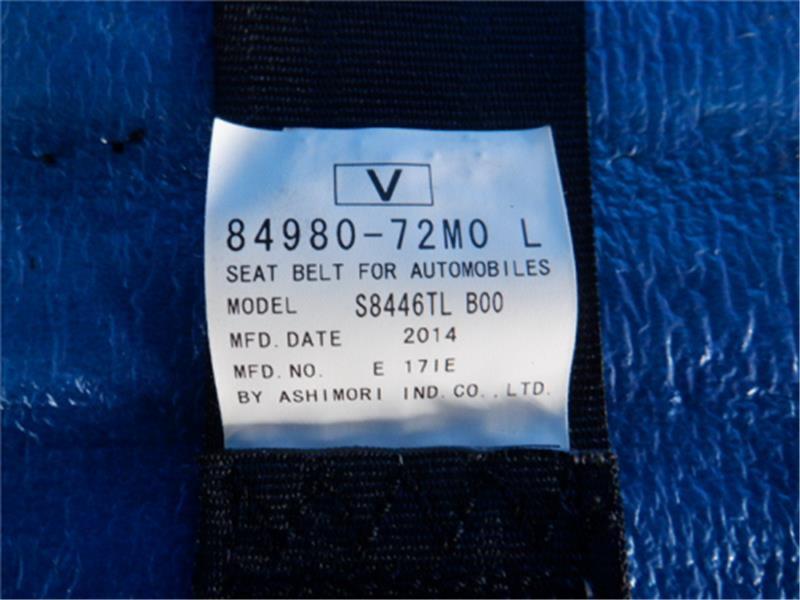 V
84980-72M0 L
SEAT BELT FOR AUTOMOBILES
MODEL S8446TL B00
MFD. DATE 2014
MFD. NO. E 171E
BY ASHIMORI IND. CO., LTD.